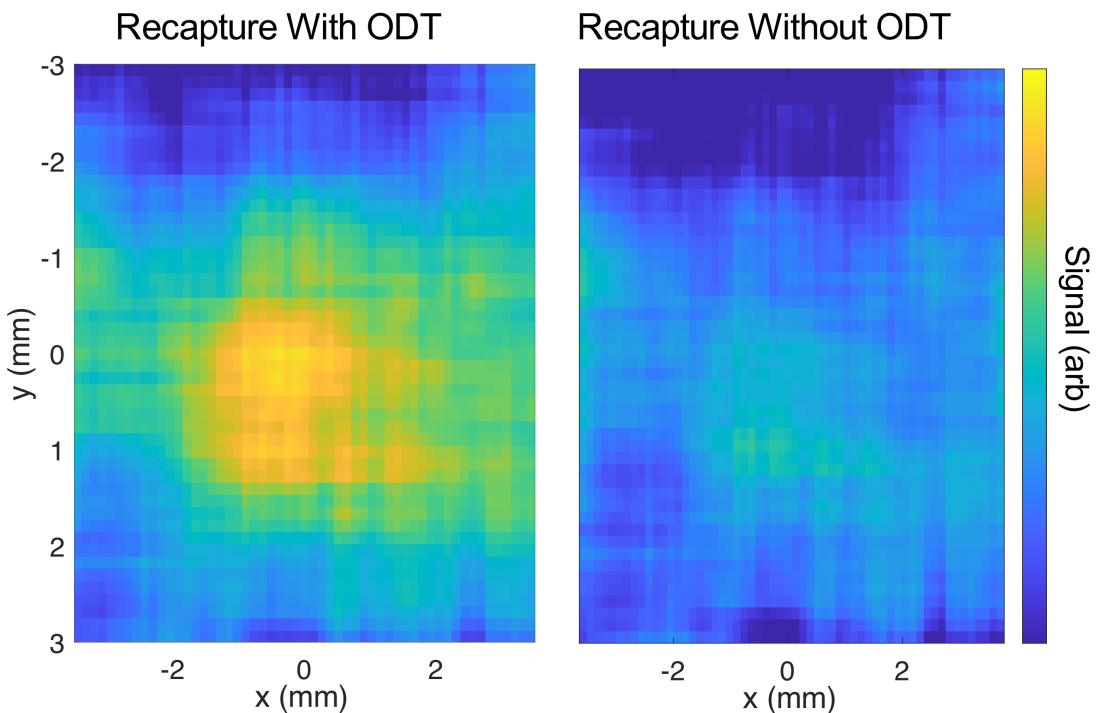 Recapture With ODT
Recapture Without ODT
-3
-2
-1
0
1
2
3
y (mm)
-2
0
2
x (mm)
-2
0
2
x (mm)
Signal (arb)